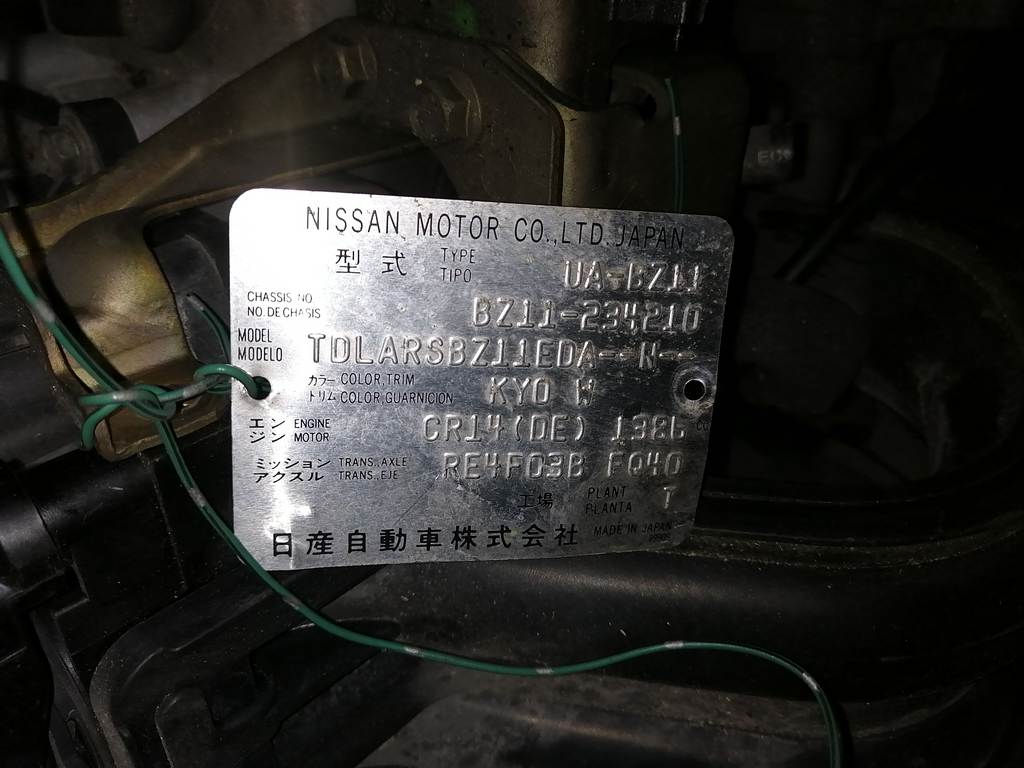 NISSAN MOTOR CO.,LTD. JAPAN
型式 TYPE TIPO UA-BZ11
CHASSIS NO. NO. DE CHASIS BZ11-234210
MODEL MODELO TDLARSBZ11EDA--N--
カラー COLOR,TRIM
トリム COLOR,GUARNICION KY0 W
エンジン ENGINE MOTOR CR14(DE) 1386 CC
ミッション TRANS.,AXLE
アクスル TRANS.,EJE RE4F03B FQ40
工場 PLANT PLANTA T
日産自動車株式会社 MADE IN JAPAN